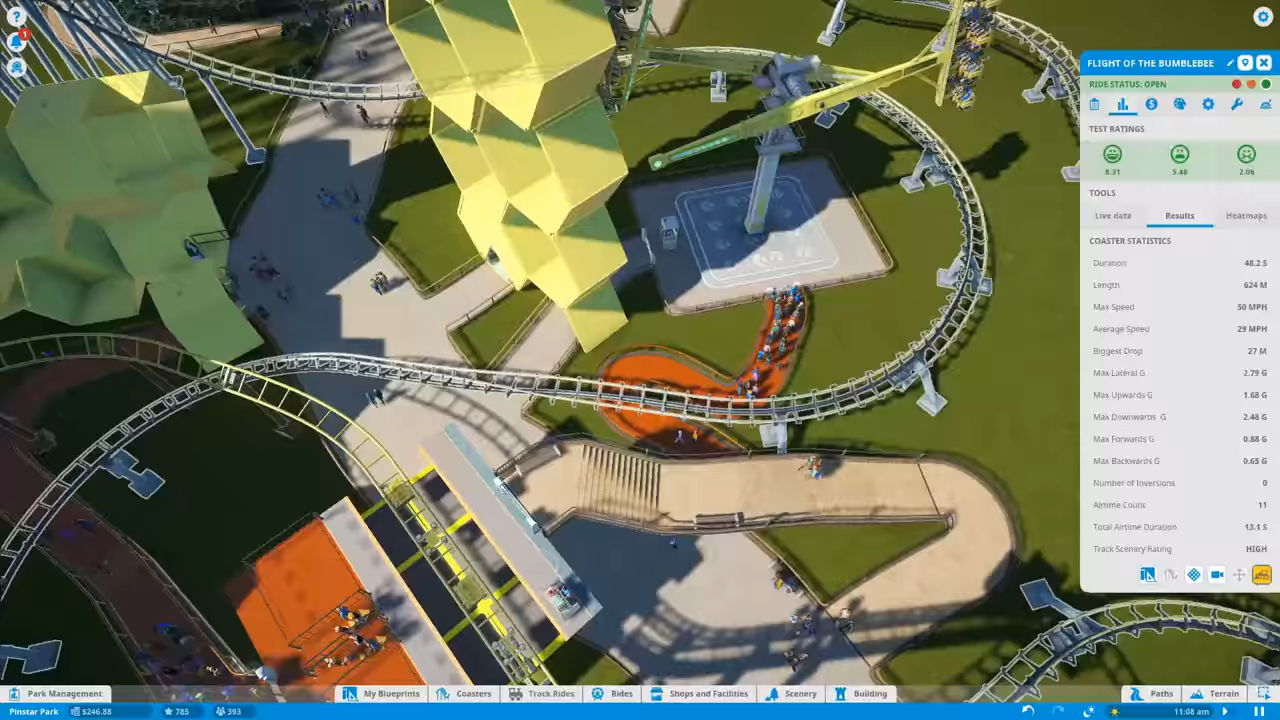 ?
1
FLIGHT OF THE BUMBLEBEE
RIDE STATUS: OPEN
TEST RATINGS
8.31 5.48 2.06
TOOLS
Live data Results Heatmaps
COASTER STATISTICS
Duration 48.2 S
Length 624 M
Max Speed 50 MPH
Average Speed 29 MPH
Biggest Drop 27 M
Max Lateral G 2.79 G
Max Upwards G 1.68 G
Max Downwards G 2.48 G
Max Forwards G 0.88 G
Max Backwards G 0.65 G
Number of Inversions 0
Airtime Count 11
Total Airtime Duration 13.1 S
Track Scenery Rating HIGH
Park Management My Blueprints Coasters Track Rides Rides Shops and Facilities Scenery Building Paths Terrain
Pinstar Park $246.88 785 393 11:08 am